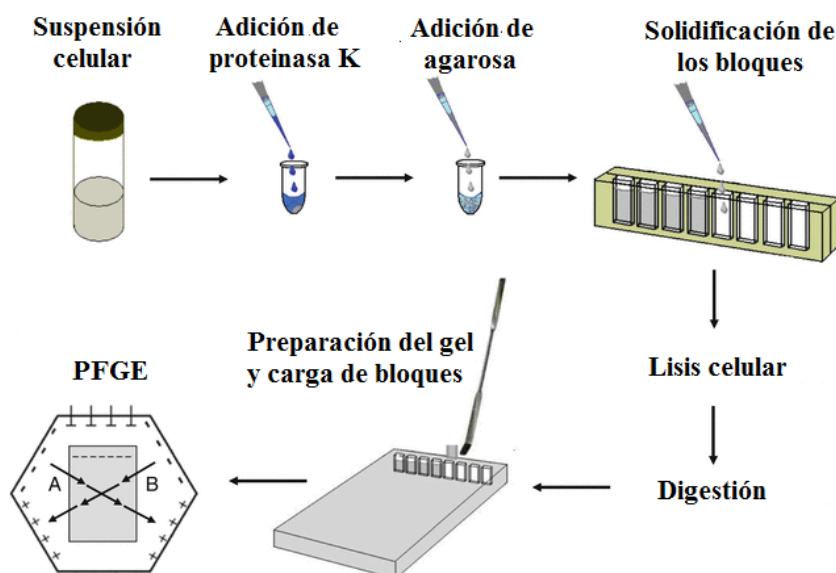 Suspensión
celular
Adición de
proteinasa K
Adición de
agarosa
Solidificación de
los bloques
Lisis celular
Digestión
Preparación del gel
y carga de bloques
PFGE
A
B